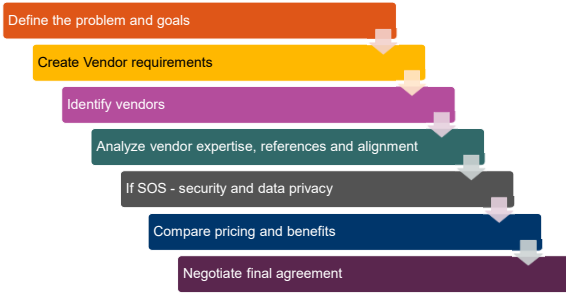 Define the problem and goals
Create Vendor requirements
Identify vendors
Analyze vendor expertise, references and alignment
If SOS - security and data privacy
Compare pricing and benefits
Negotiate final agreement